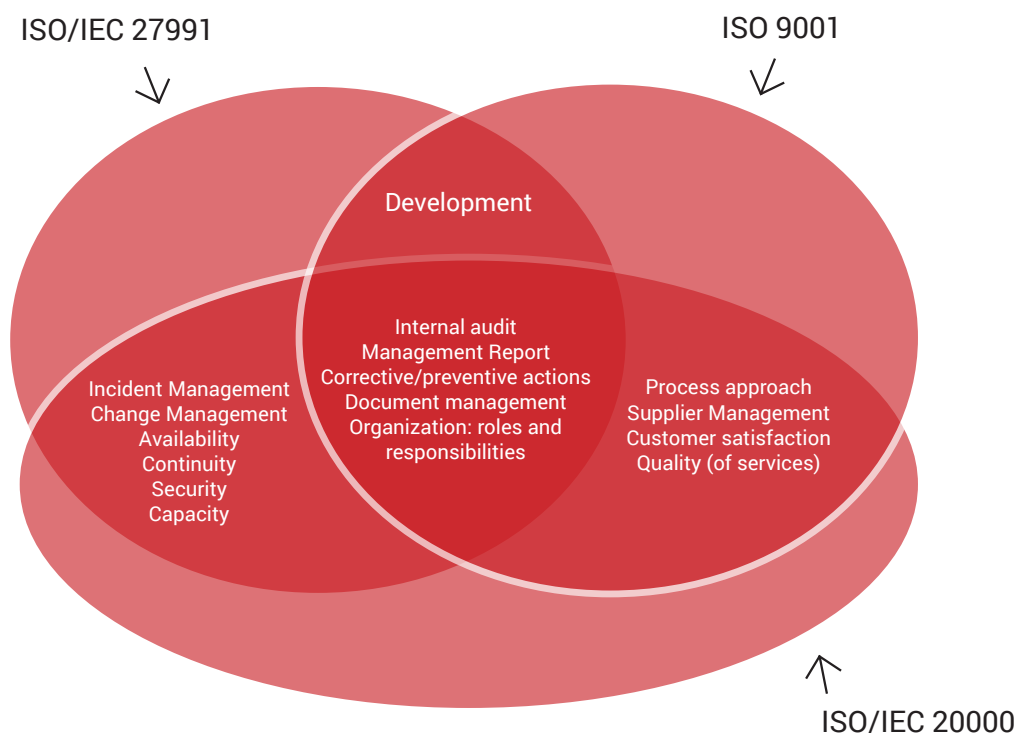 ISO/IEC 27991
ISO 9001
Development
Internal audit
Management Report
Corrective/preventive actions
Document management
Organization: roles and
responsibilities
Incident Management
Change Management
Availability
Continuity
Security
Capacity
Process approach
Supplier Management
Customer satisfaction
Quality (of services)
ISO/IEC 20000